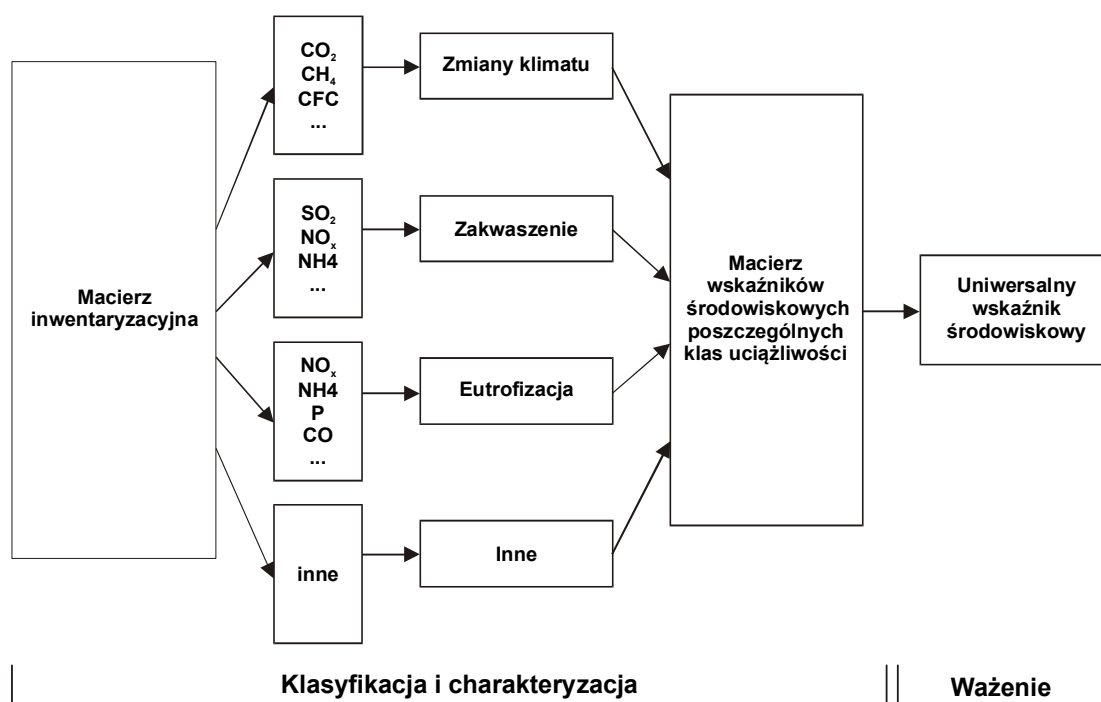 Macierz
inwentaryzacyjna
CO₂
CH₄
CFC
...
Zmiany klimatu
SO₂
NOₓ
NH4
...
Zakwaszenie
NOₓ
NH4
P
CO
...
Eutrofizacja
inne
Inne
Macierz
wskaźników
środowiskowych
poszczególnych
klas uciążliwości
Uniwersalny
wskaźnik
środowiskowy
Klasyfikacja i charakteryzacja
Ważenie